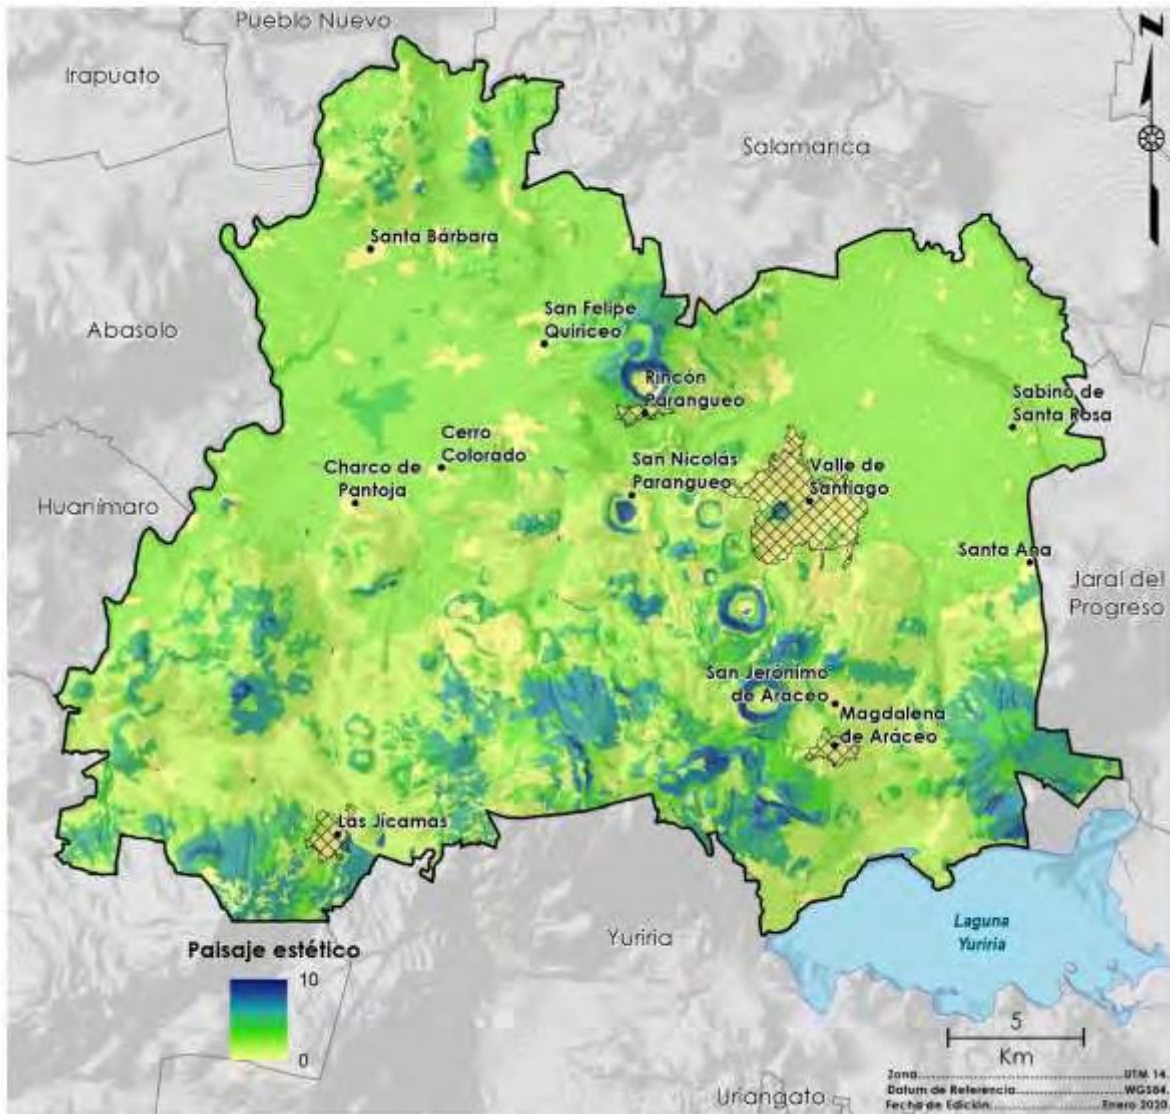 Pueblo Nuevo
Irapuato
Z
Salamanca
Santa Bárbara
San Felipe
Quiriceo
Abasolo
Rincón
Parangueo
Sabino de
Santa Rosa
Cerro
Colorado
Charco de
Pantoja
San Nicolás
Parangueo
Valle de
Santiago
Huanímaro
Santa Ana
Jaral del
Progreso
San Jerónimo
de Aráceo
Magdalena
de Aráceo
Las Jícamas
Yuriria
Laguna
Yuriria
Paisaje estético
10
0
5
Km
Zona UTM 14
Datum de Referencia WGS84
Fecha de Edición Enero 2020
Uriangato